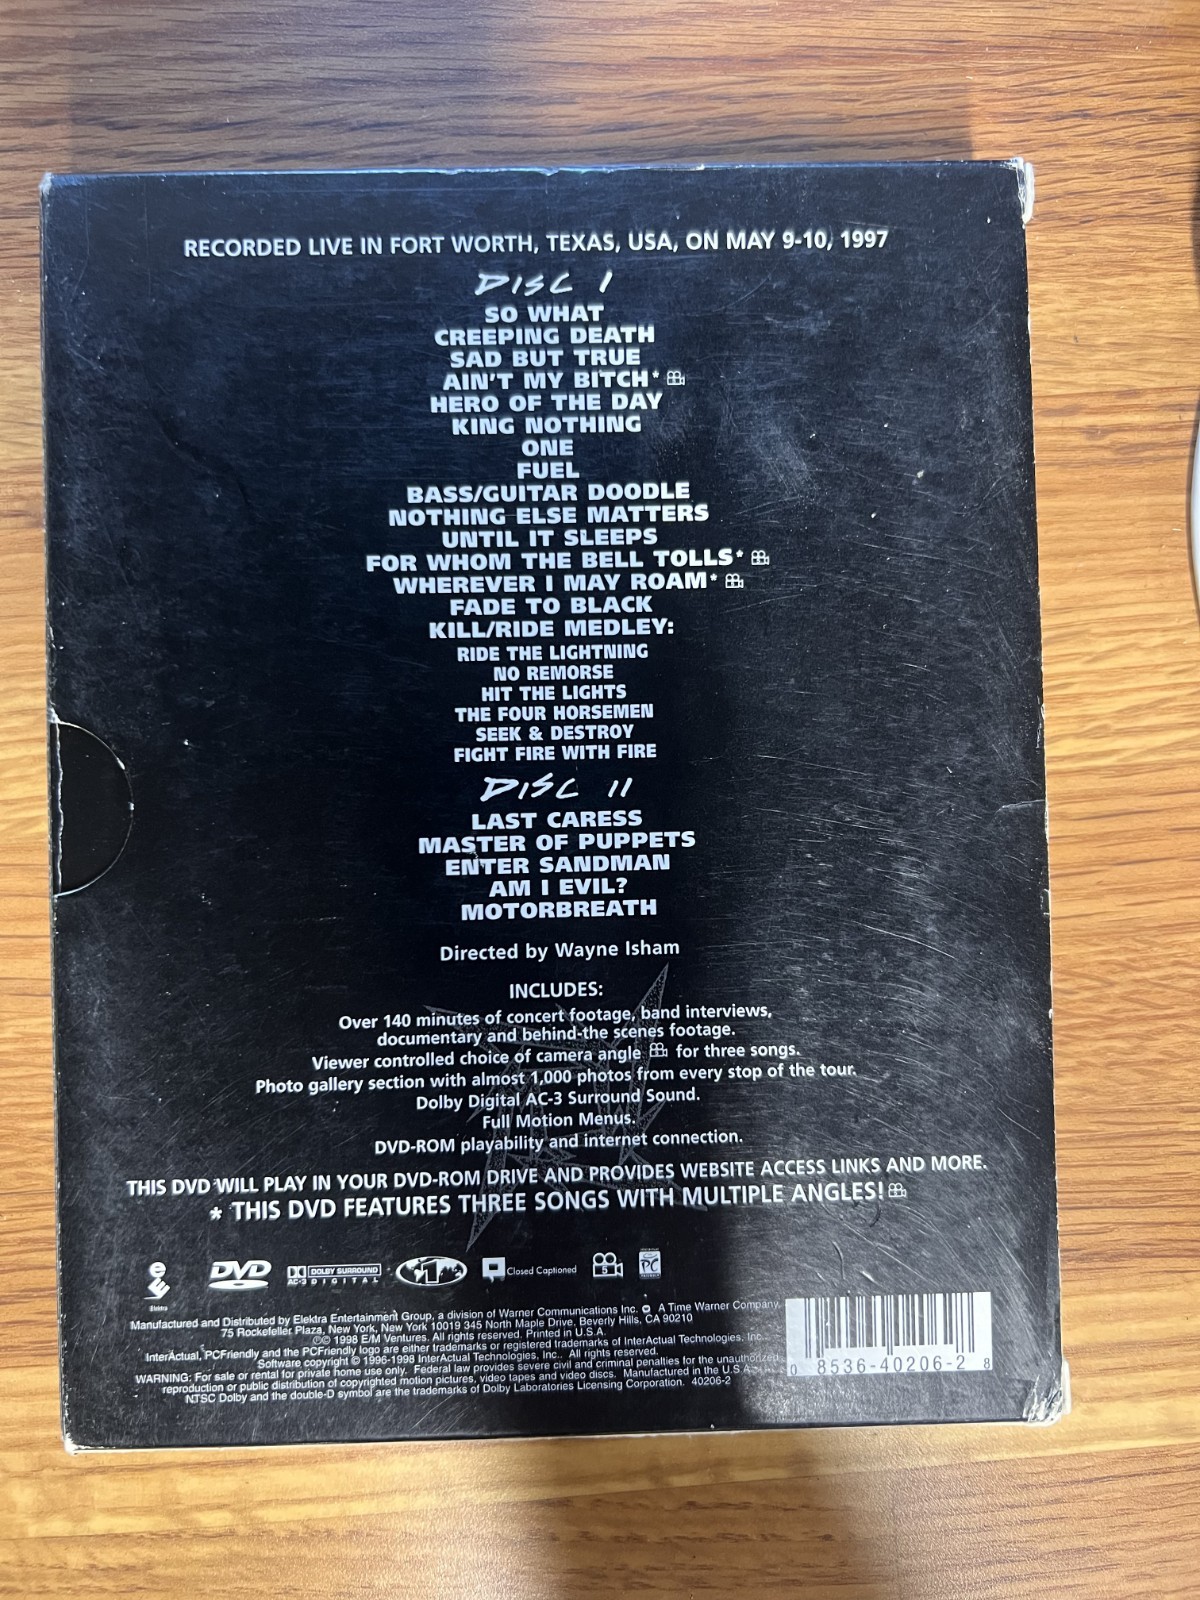 RECORDED LIVE IN FORT WORTH, TEXAS, USA, ON MAY 9-10, 1997
DISC I
SO WHAT
CREEPING DEATH
SAD BUT TRUE
AIN'T MY BITCH*
HERO OF THE DAY
KING NOTHING
ONE
FUEL
BASS/GUITAR DOODLE
NOTHING ELSE MATTERS
UNTIL IT SLEEPS
FOR WHOM THE BELL TOLLS*
WHEREVER I MAY ROAM*
FADE TO BLACK
KILL/RIDE MEDLEY:
RIDE THE LIGHTNING
NO REMORSE
HIT THE LIGHTS
THE FOUR HORSEMEN
SEEK & DESTROY
FIGHT FIRE WITH FIRE
DISC II
LAST CARESS
MASTER OF PUPPETS
ENTER SANDMAN
AM I EVIL?
MOTORBREATH
Directed by Wayne Isham
INCLUDES:
Over 140 minutes of concert footage, band interviews,
documentary and behind-the scenes footage.
Viewer controlled choice of camera angle for three songs.
Photo gallery section with almost 1,000 photos from every stop of the tour.
Dolby Digital AC-3 Surround Sound.
Full Motion Menus.
DVD-ROM playability and internet connection.
THIS DVD WILL PLAY IN YOUR DVD-ROM DRIVE AND PROVIDES WEBSITE ACCESS LINKS AND MORE.
* THIS DVD FEATURES THREE SONGS WITH MULTIPLE ANGLES!
Elektra
DVD
DOLBY SURROUND
AC-3 DIGITAL
1
Closed Captioned
5
PC
Manufactured and Distributed by Elektra Entertainment Group, a division of Warner Communications Inc. A Time Warner Company.
75 Rockefeller Plaza, New York, New York 10019 345 North Maple Drive, Beverly Hills, CA 90210
℗© 1998 E/M Ventures. All rights reserved. Printed in U.S.A.
InterActual, PCFriendly and the PCFriendly logo are either trademarks or registered trademarks of InterActual Technologies, Inc.
Software copyright © 1996-1998 InterActual Technologies, Inc.. All rights reserved.
WARNING: For sale or rental for private home use only. Federal law provides severe civil and criminal penalties for the unauthorized
reproduction or public distribution of copyrighted motion pictures, video tapes and video discs. Manufactured in the U.S.A.
NTSC Dolby and the double-D symbol are the trademarks of Dolby Laboratories Licensing Corporation. 40206-2
0 8536-40206-2 8